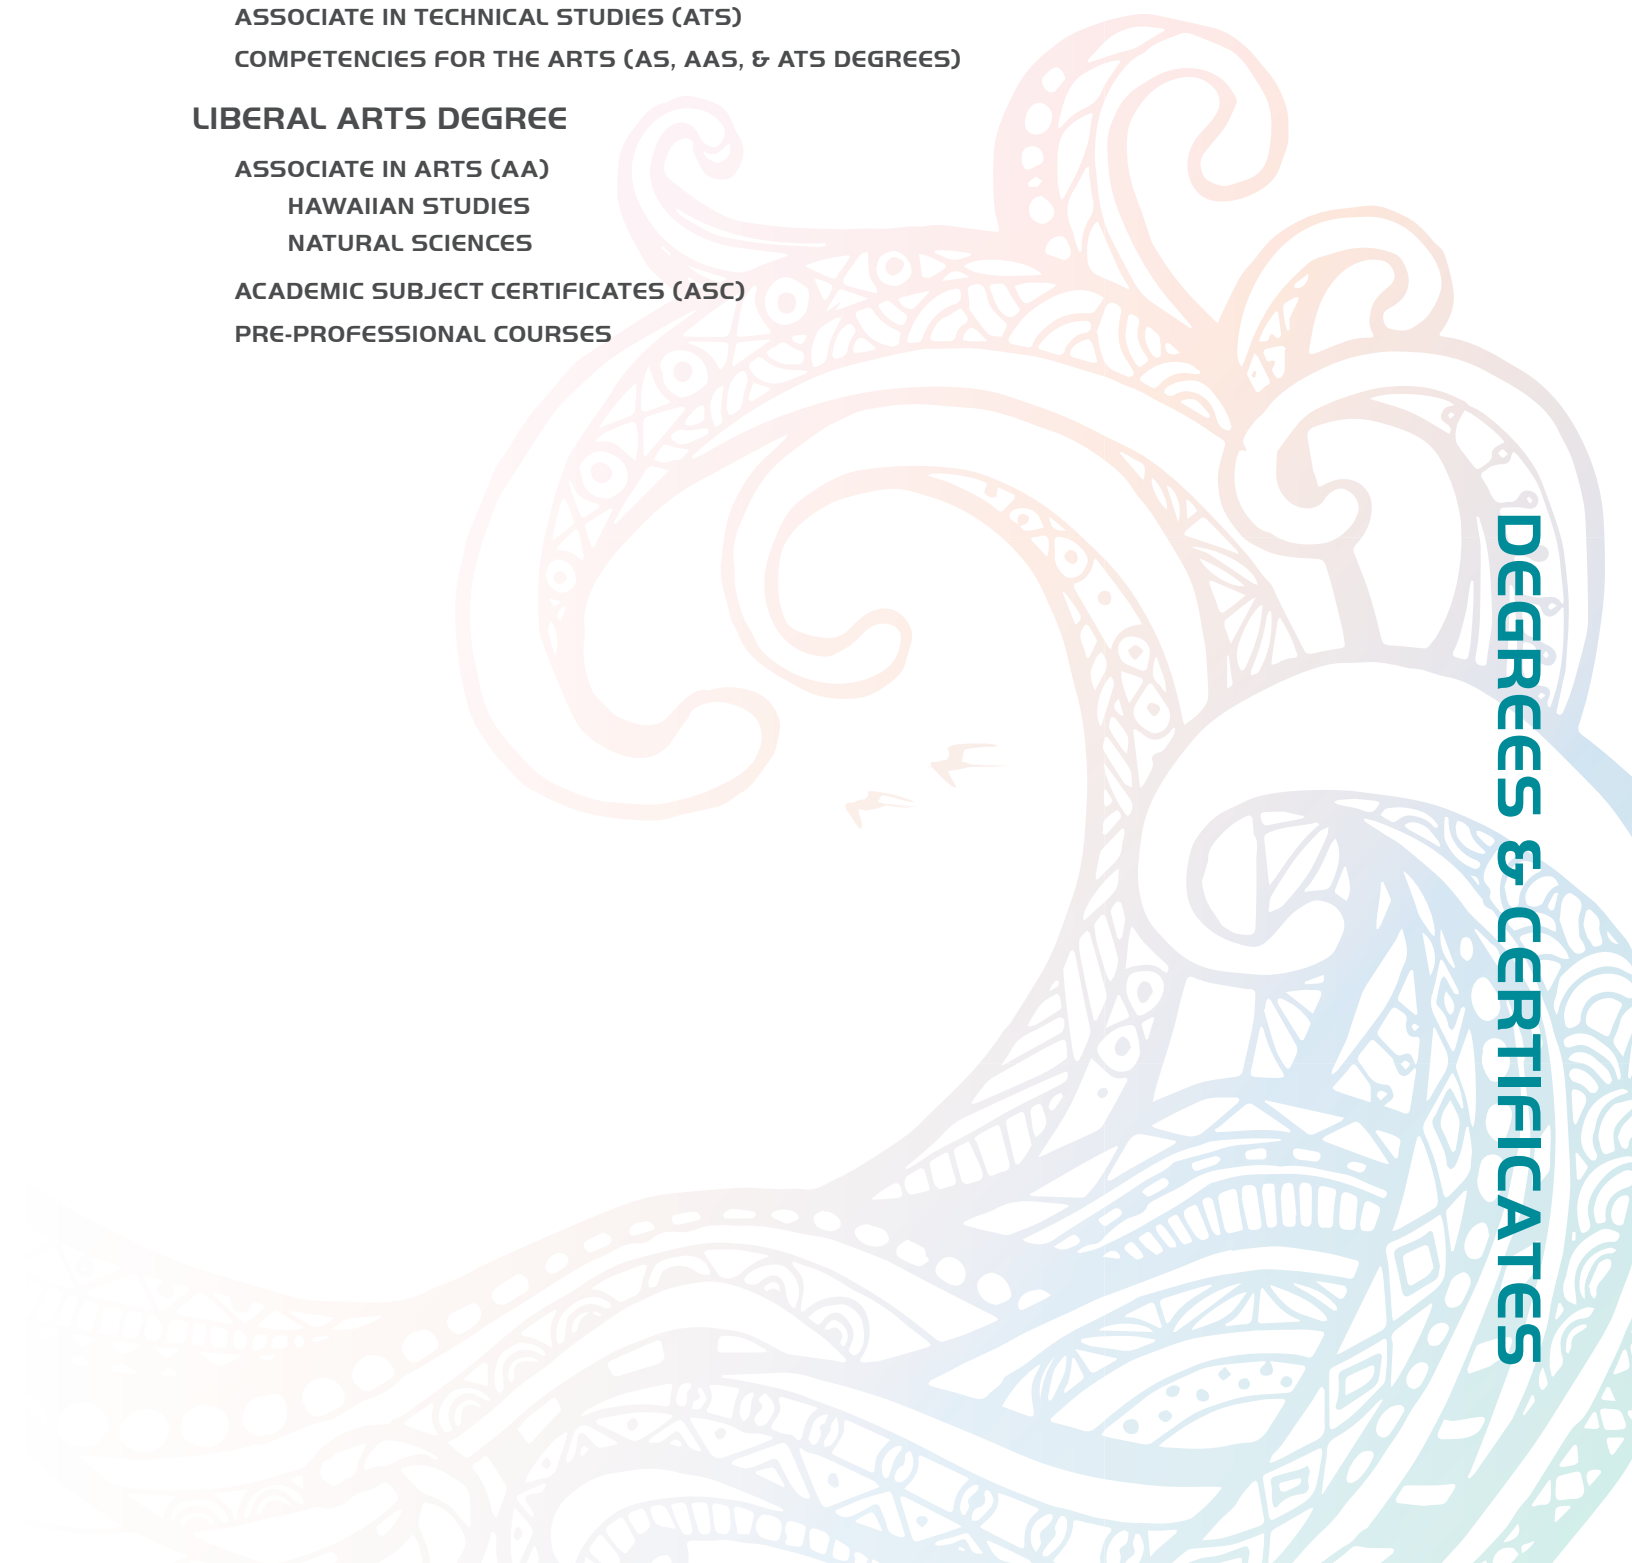 ASSOCIATE IN TECHNICAL STUDIES (ATS)
COMPETENCIES FOR THE ARTS (AS, AAS, & ATS DEGREES)
LIBERAL ARTS DEGREE
ASSOCIATE IN ARTS (AA)
HAWAIIAN STUDIES
NATURAL SCIENCES
ACADEMIC SUBJECT CERTIFICATES (ASC)
PRE-PROFESSIONAL COURSES
DEGREES & CERTIFICATES